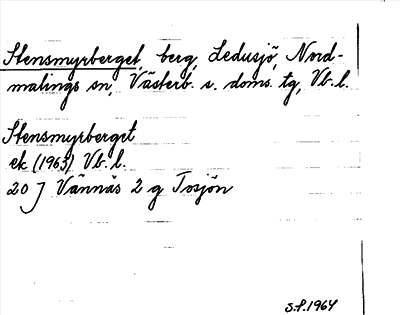 Stensmyrberget, berg, Ledusjö, Nord-
malings sn, Västerb. s. doms. tg, Vb. l.
Stensmyrberget
ek (1963) Vb. l.
20 J Vännäs 2 g Tosjön
S.P. 1964